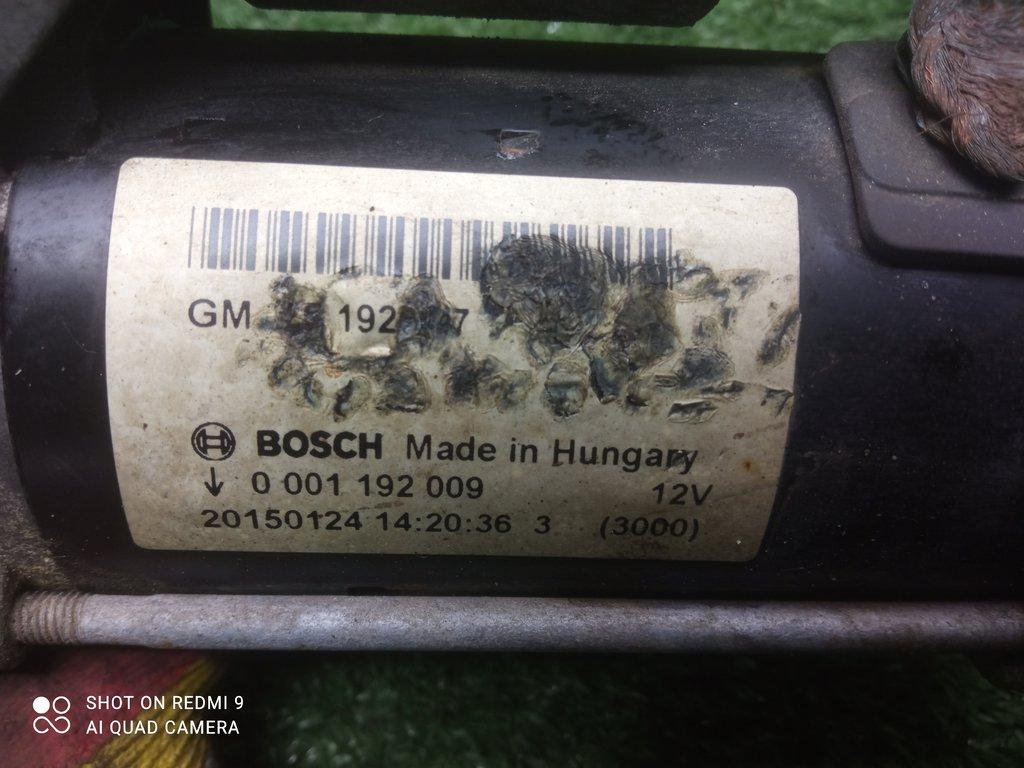 GM
BOSCH Made in Hungary
↓ 0 001 192 009 12V
20150124 14:20:36 3 (3000)
SHOT ON REDMI 9
AI QUAD CAMERA